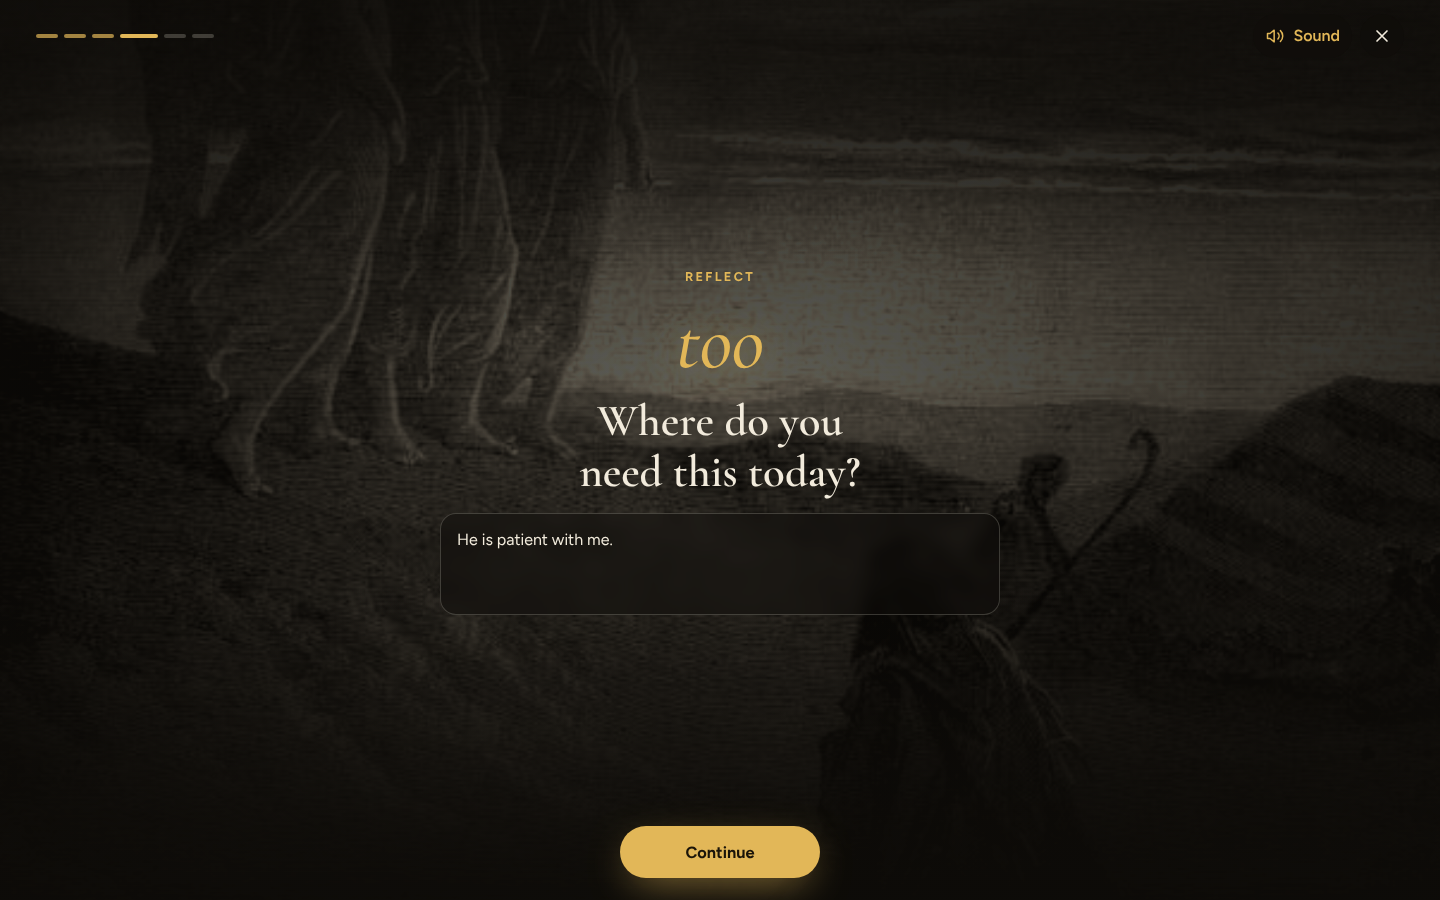 Sound
REFLECT
too
Where do you
need this today?
He is patient with me.
Continue